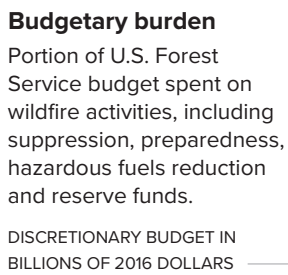 Budgetary burden
Portion of U.S. Forest
Service budget spent on
wildfire activities, including
suppression, preparedness,
hazardous fuels reduction
and reserve funds.
DISCRETIONARY BUDGET IN
BILLIONS OF 2016 DOLLARS